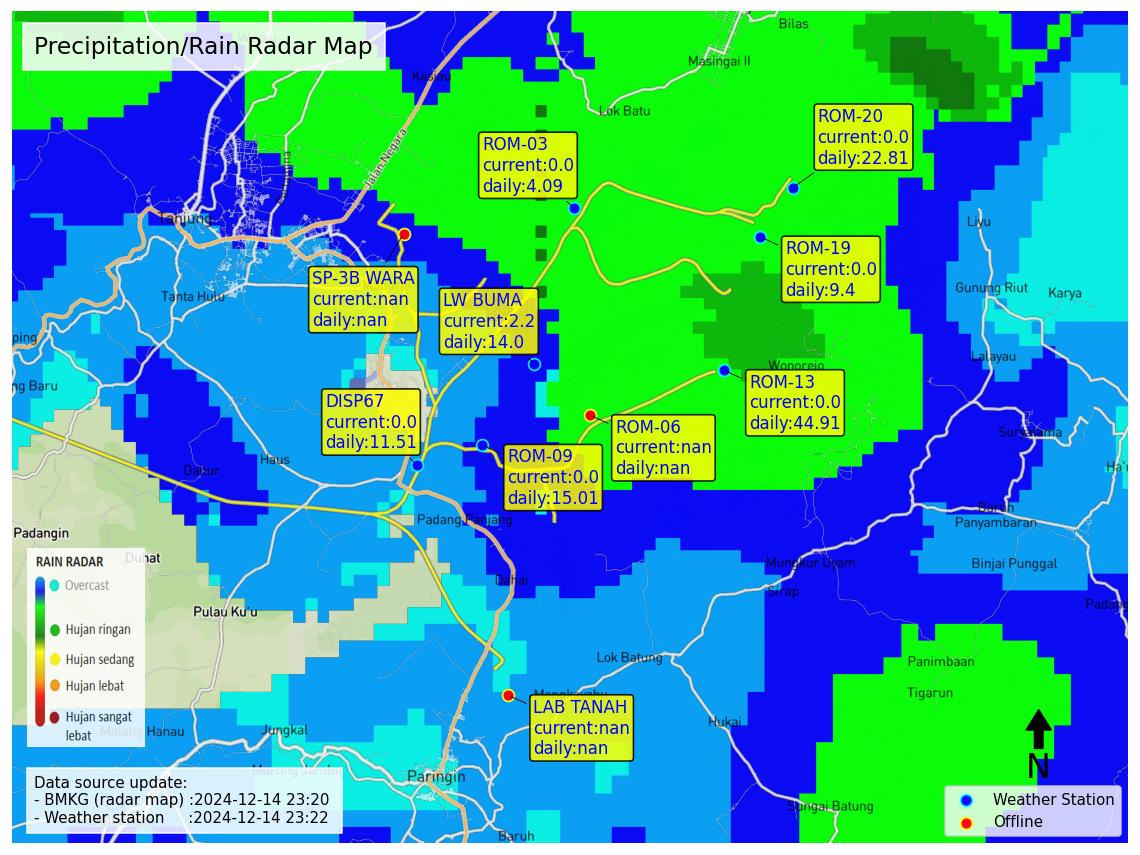 Precipitation/Rain Radar Map
Bilas
Masingai II
Kasiau
Lok Batu
Jalan Negara
ROM-20
current:0.0
daily:22.81
ROM-03
current:0.0
daily:4.09
Tanjung
Liyu
ROM-19
current:0.0
daily:9.4
SP-3B WARA
current:nan
daily:nan
LW BUMA
current:2.2
daily:14.0
Tanta Hulu
Gunung Riut
Karya
ping
Lalayau
Wonorejo
ng Baru
ROM-13
current:0.0
daily:44.91
DISP67
current:0.0
daily:11.51
ROM-06
current:nan
daily:nan
Haus
Dahur
ROM-09
current:0.0
daily:15.01
Baruh
Panyambaran
Padang Panjang
Padangin
Duhat
Mungkur Uyam
Binjai Punggal
Sirap
Dahai
Padang
Pulau Ku'u
RAIN RADAR
Overcast
Hujan ringan
Hujan sedang
Hujan lebat
Hujan sangat
lebat
Lok Batung
Panimbaan
Tigarun
LAB TANAH
current:nan
daily:nan
Hukai
Matang Hanau
Jungkal
Murung Jambu
Paringin
Sungai Batung
Baruh
N
Data source update:
- BMKG (radar map) :2024-12-14 23:20
- Weather station :2024-12-14 23:22
Weather Station
Offline